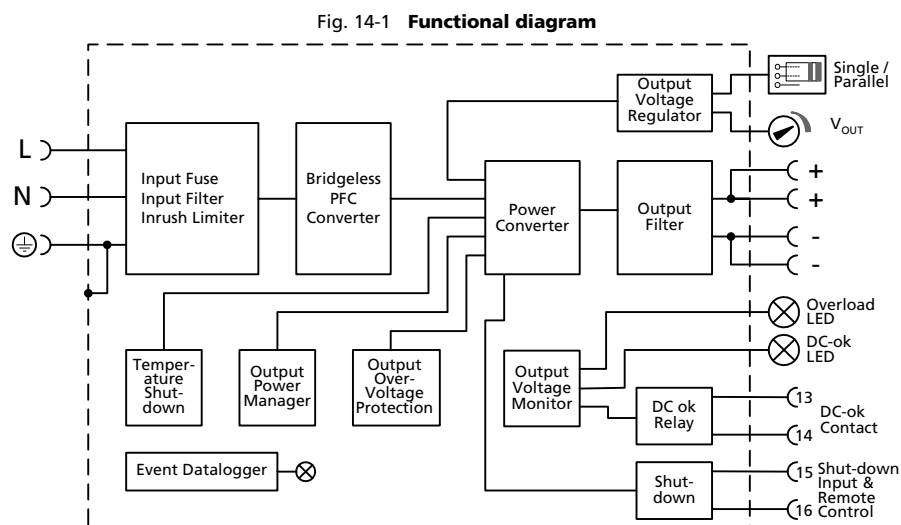 Fig. 14-1 Functional diagram
Single /
Parallel
Output
Voltage
Regulator
V_OUT
L
N
Input Fuse
Input Filter
Inrush Limiter
Bridgeless
PFC
Converter
Power
Converter
Output
Filter
+
+
-
-
Overload
LED
DC-ok
LED
Temper-
ature
Shut-
down
Output
Power
Manager
Output
Over-
Voltage
Protection
Output
Voltage
Monitor
DC ok
Relay
13
14
DC-ok
Contact
Event Datalogger
Shut-
down
15
16
Shut-down
Input &
Remote
Control